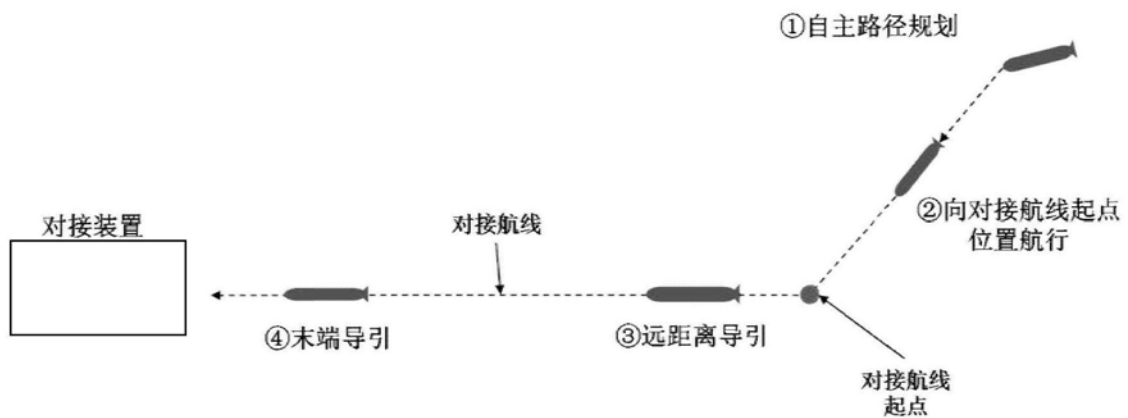 ①自主路径规划
②向对接航线起点
位置航行
对接装置
对接航线
④末端导引
③远距离导引
对接航线
起点